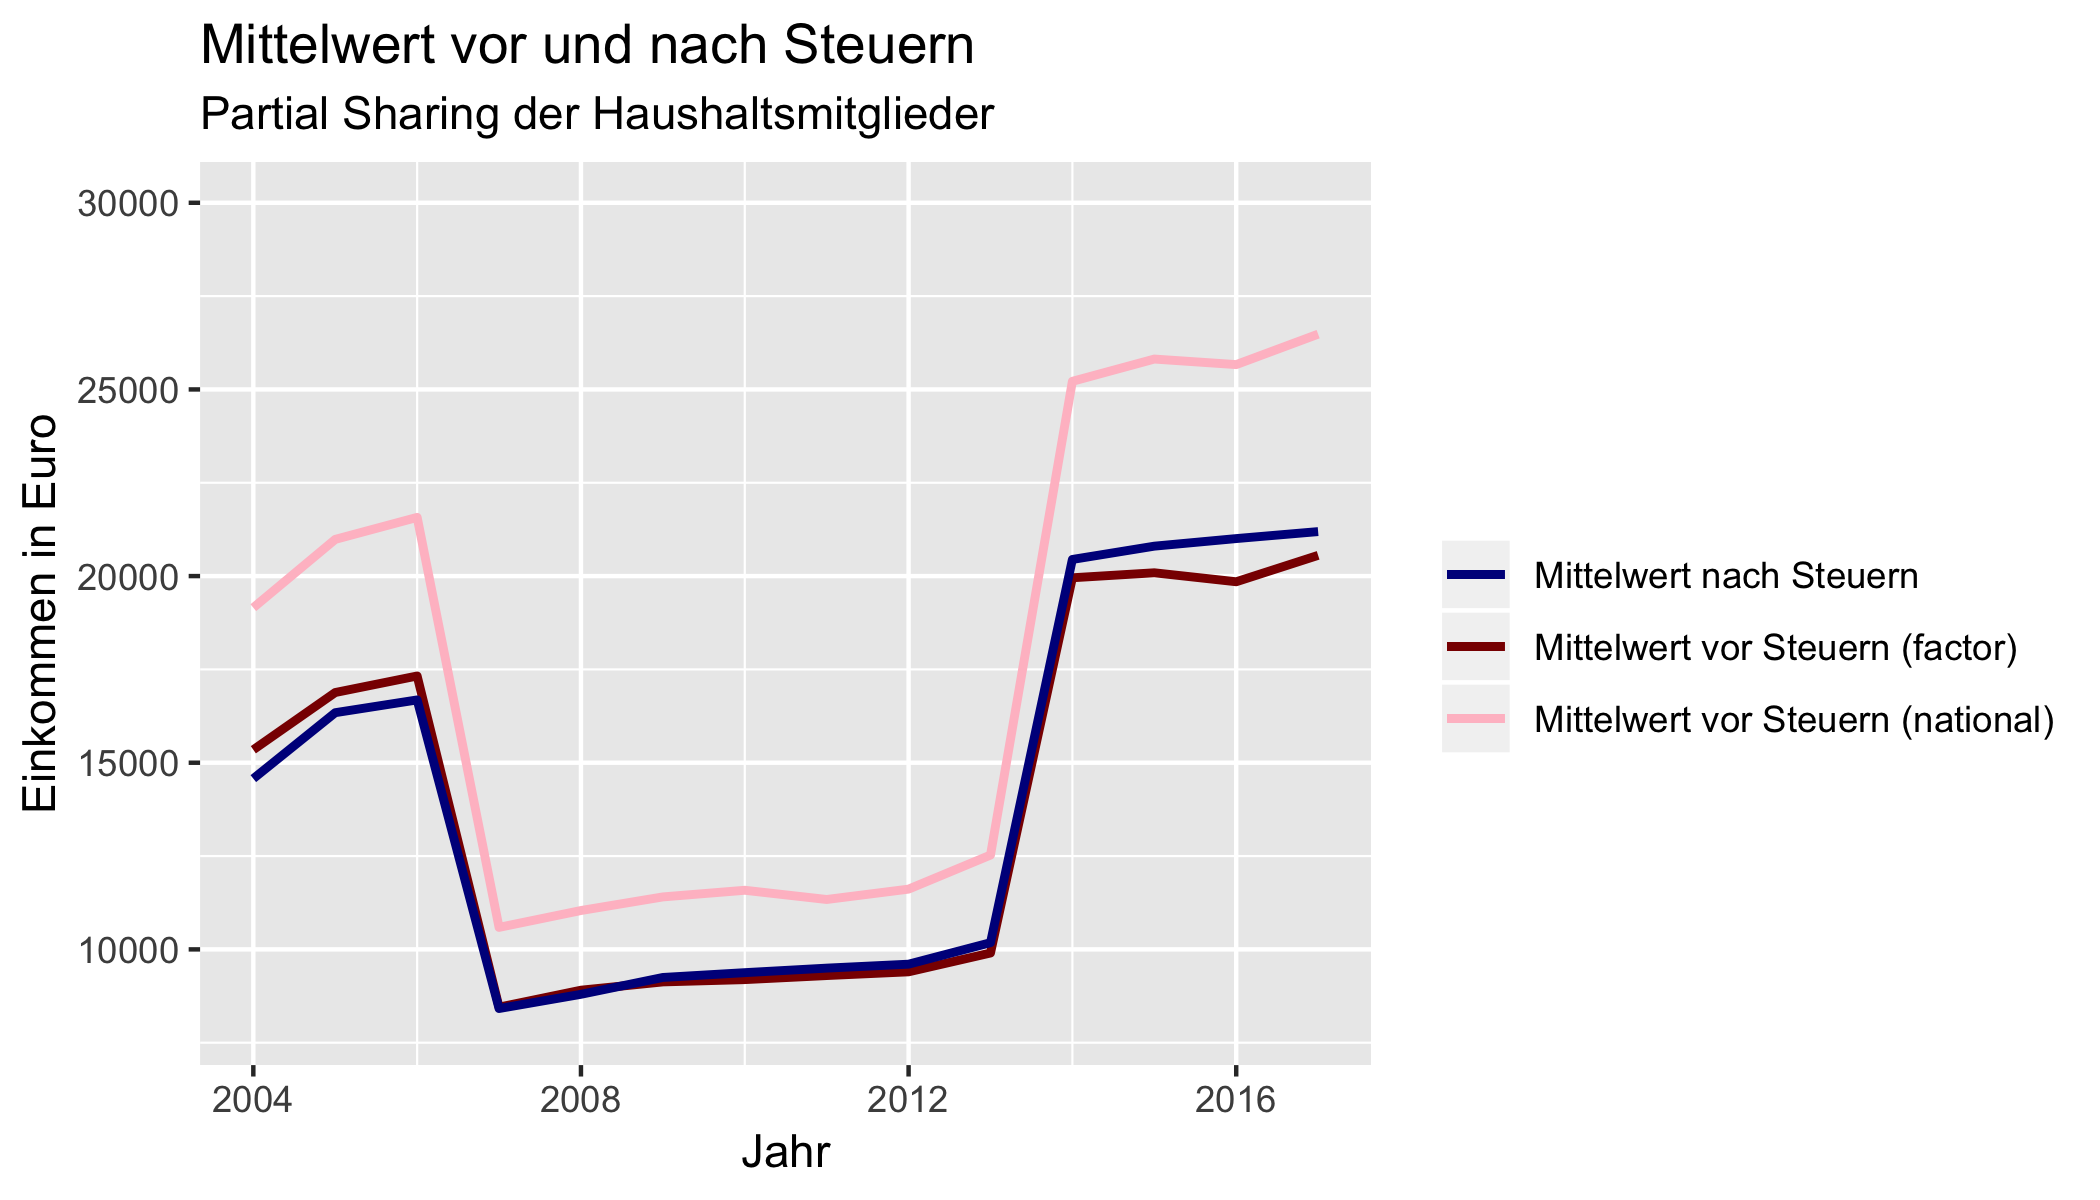 Mittelwert vor und nach Steuern
Partial Sharing der Haushaltsmitglieder
30000
25000
20000
15000
10000
Einkommen in Euro
2004 2008 2012 2016
Jahr
Mittelwert nach Steuern
Mittelwert vor Steuern (factor)
Mittelwert vor Steuern (national)